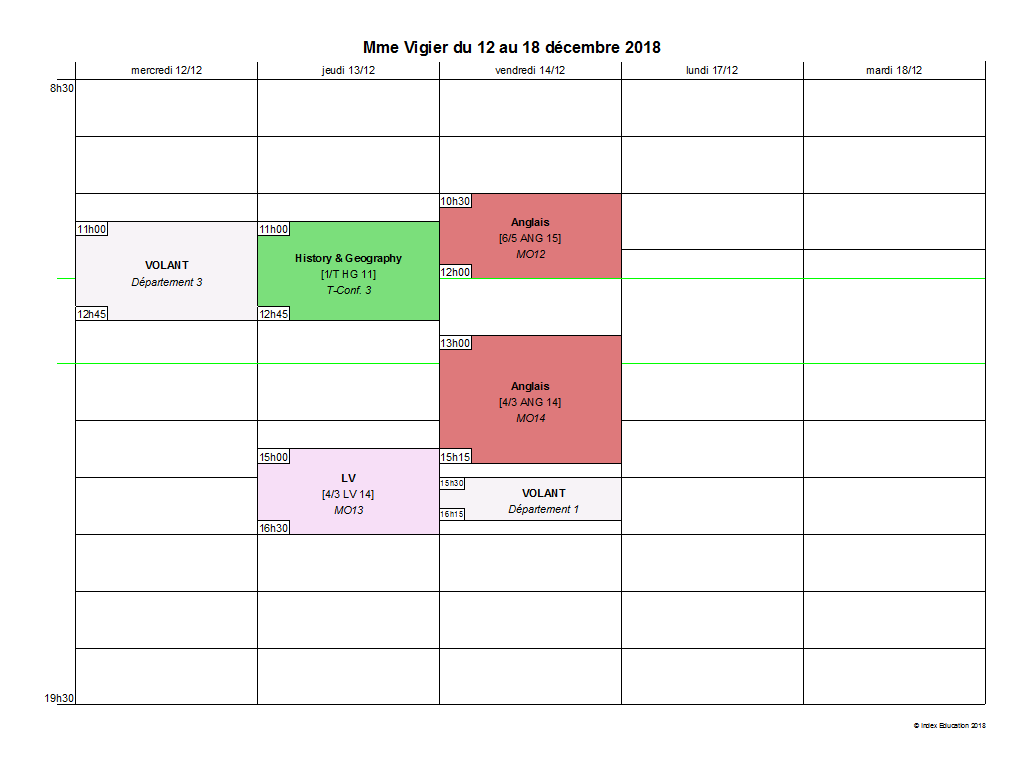 Mme Vigier du 12 au 18 décembre 2018
mercredi 12/12
jeudi 13/12
vendredi 14/12
lundi 17/12
mardi 18/12
8h30
11h00
VOLANT
Département 3
12h45
11h00
History & Geography
[1/T HG 11]
T-Conf. 3
12h45
15h00
LV
[4/3 LV 14]
MO13
16h30
10h30
Anglais
[6/5 ANG 15]
MO12
12h00
13h00
Anglais
[4/3 ANG 14]
MO14
15h15
15h30
VOLANT
Département 1
16h15
19h30
© Index Education 2018